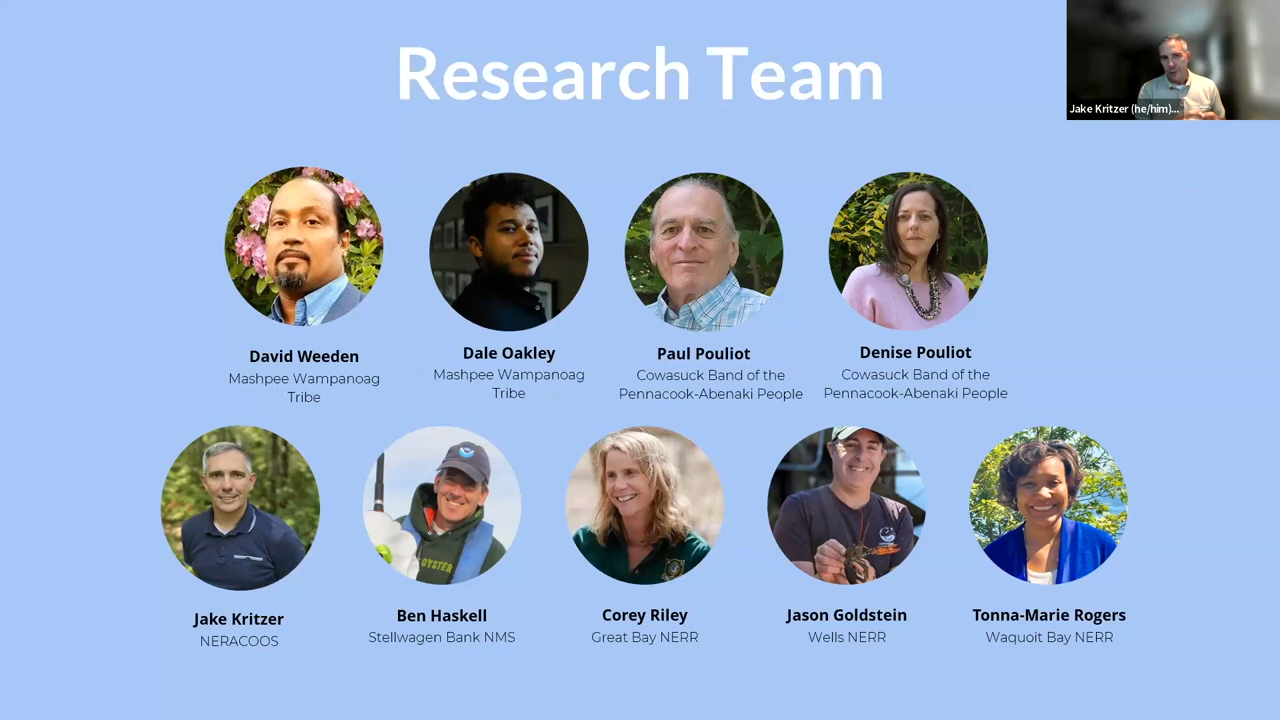 Research Team
Jake Kritzer (he/him)...
David Weeden
Mashpee Wampanoag
Tribe
Dale Oakley
Mashpee Wampanoag
Tribe
Paul Pouliot
Cowasuck Band of the
Pennacook-Abenaki People
Denise Pouliot
Cowasuck Band of the
Pennacook-Abenaki People
OYSTER
Jake Kritzer
NERACOOS
Ben Haskell
Stellwagen Bank NMS
Corey Riley
Great Bay NERR
Jason Goldstein
Wells NERR
Tonna-Marie Rogers
Waquoit Bay NERR